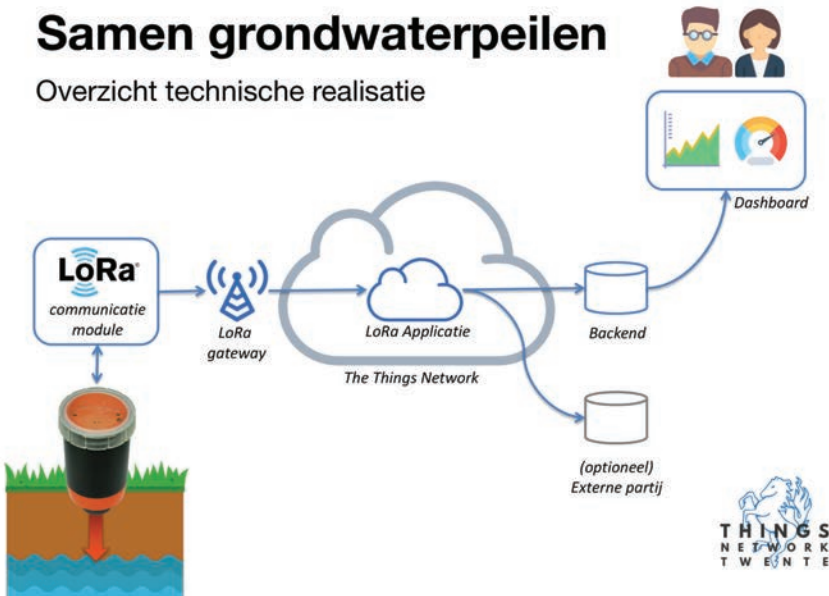 Samen grondwaterpeilen
Overzicht technische realisatie
Dashboard
LoRa®
communicatie
module
LoRa
gateway
LoRa Applicatie
The Things Network
Backend
(optioneel)
Externe partij
THINGS
NETWORK
TWENTE